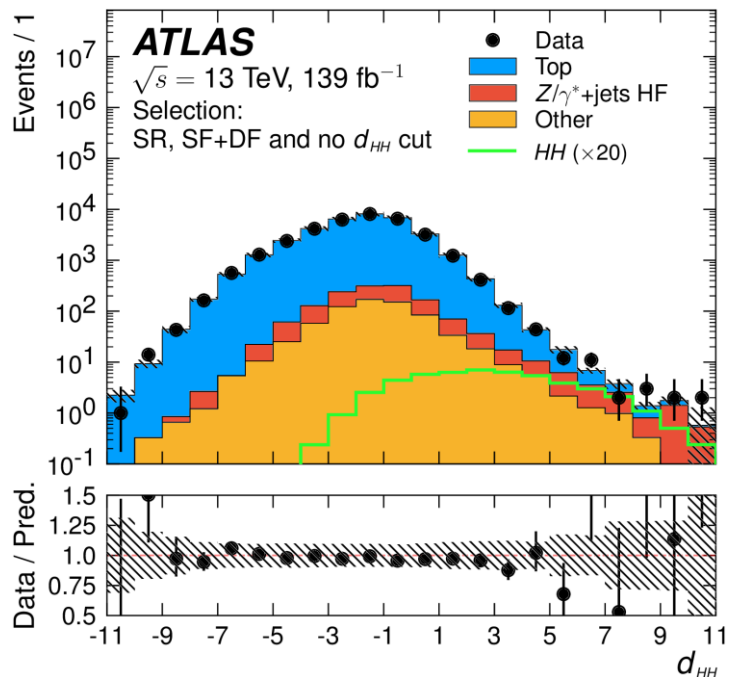 ATLAS
√s = 13 TeV, 139 fb⁻¹
Selection:
SR, SF+DF and no d_HH cut
Data
Top
Z/γ*+jets HF
Other
HH (×20)
Events / 1
10⁷
10⁶
10⁵
10⁴
10³
10²
10
1
10⁻¹
Data / Pred.
1.5
1.25
1.0
0.75
0.5
-11 -9 -7 -5 -3 -1 1 3 5 7 9 11
d_HH